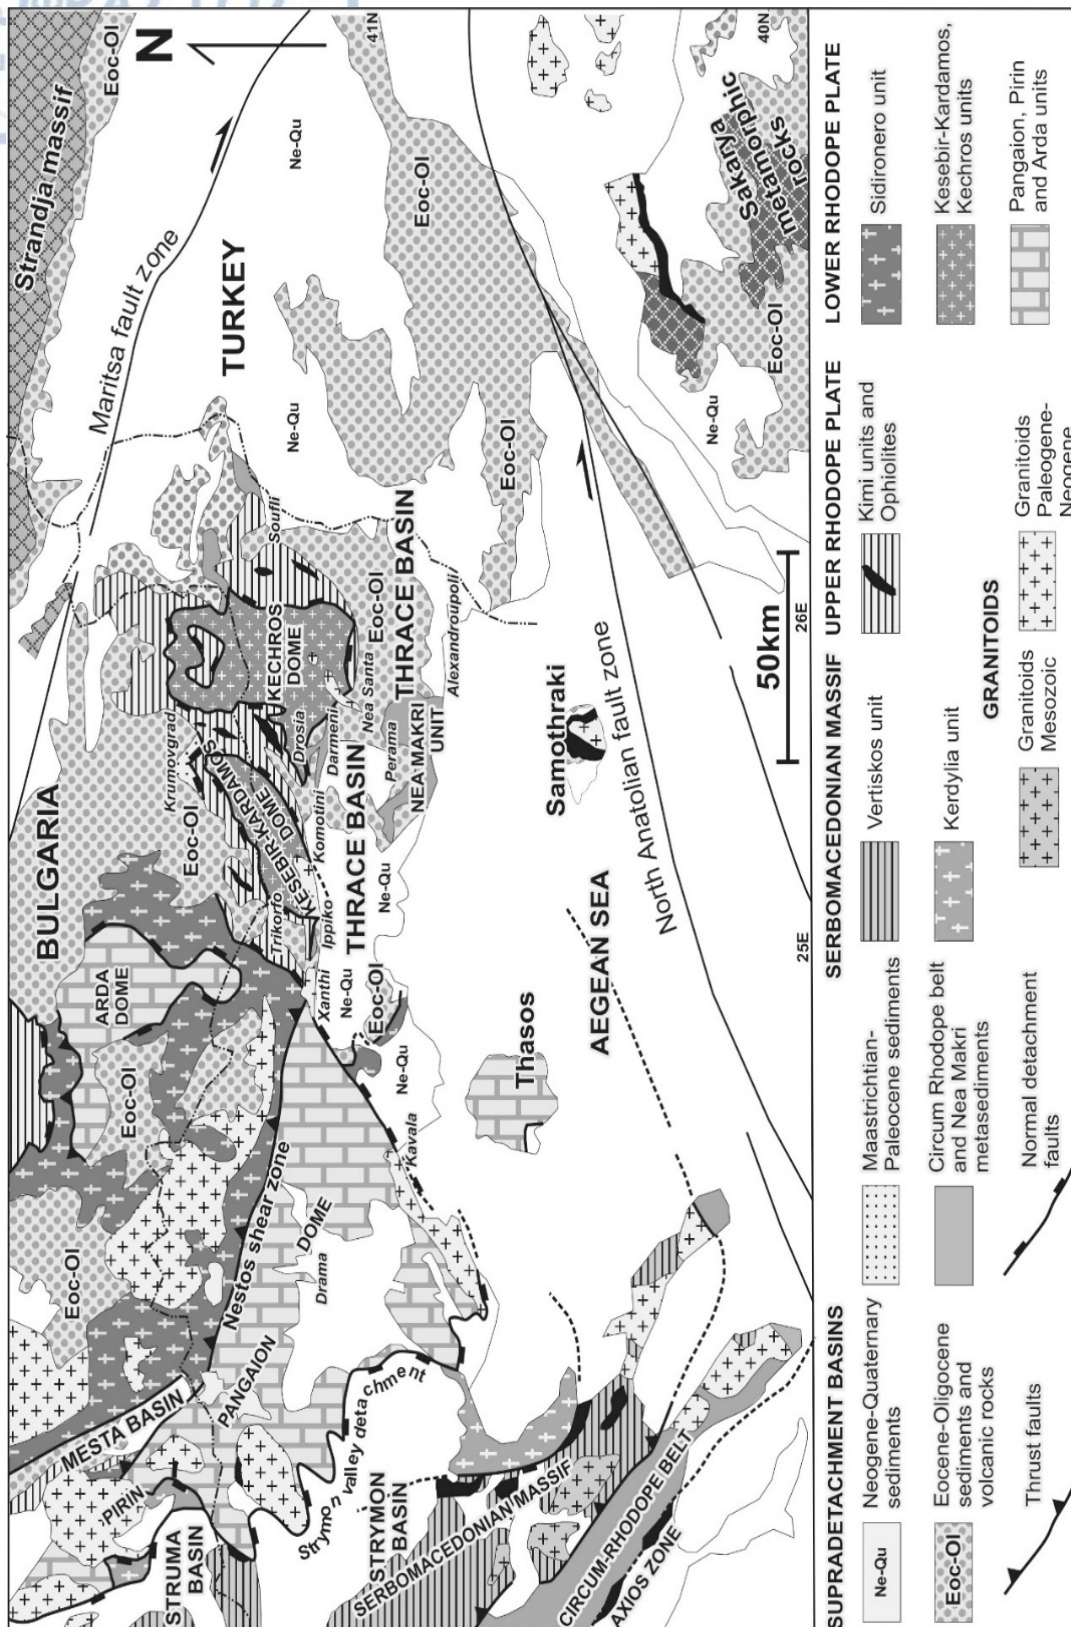 Strandja massif
Eoc-Ol
N
41N
40N
BULGARIA
Maritsa fault zone
Ne-Qu
TURKEY
Eoc-Ol
Eoc-Ol
ARDA
DOME
Eoc-Ol
Eoc-Ol
Krumovgrad
MESTA BASIN
PIRIN
STRUMA
BASIN
Nestos shear zone
PANGAION
DOME
Drama
Kavala
Xanthi
Ne-Qu
Eoc-Ol
Ne-Qu
Trikorfo
Ippiko
KESEBIR-KARDAMOS
DOME
Komotini
Drosia
Darmeni
KECHROS
DOME
Nea Santa
Soufli
Eoc-Ol
THRACE BASIN
THRACE BASIN
Ne-Qu
Perama
NEA MAKRI
UNIT
Alexandroupoli
Ne-Qu
Eoc-Ol
Strymon valley detachment
STRYMON
BASIN
SERBOMACEDONIAN MASSIF
CIRCUM-RHODOPE BELT
AXIOS ZONE
Thasos
AEGEAN SEA
Samothraki
North Anatolian fault zone
Sakarya
metamorphic
rocks
Ne-Qu
Eoc-Ol
50km
25E
26E
SUPRADETACHMENT BASINS
Ne-Qu
Neogene-Quaternary
sediments
Eoc-Ol
Eocene-Oligocene
sediments and
volcanic rocks
Thrust faults
Maastrichtian-
Paleocene sediments
Circum Rhodope belt
and Nea Makri
metasediments
Normal detachment
faults
SERBOMACEDONIAN MASSIF
Vertiskos unit
Kerdylia unit
GRANITOIDS
Granitoids
Mesozoic
Granitoids
Paleogene-
Neogene
UPPER RHODOPE PLATE
Kimi units and
Ophiolites
LOWER RHODOPE PLATE
Sidironero unit
Kesebir-Kardamos,
Kechros units
Pangaion, Pirin
and Arda units